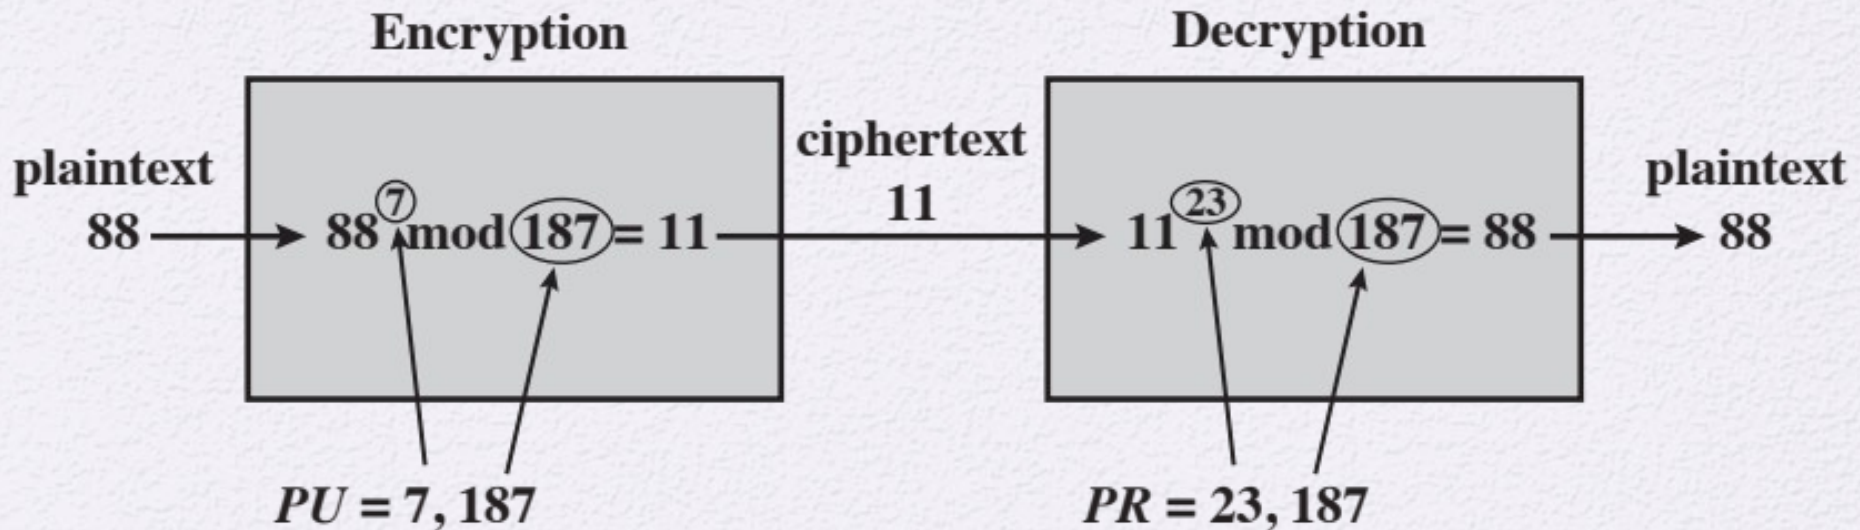 Encryption
Decryption
plaintext
88
88^7 mod 187 = 11
ciphertext
11
11^23 mod 187 = 88
plaintext
88
PU = 7, 187
PR = 23, 187